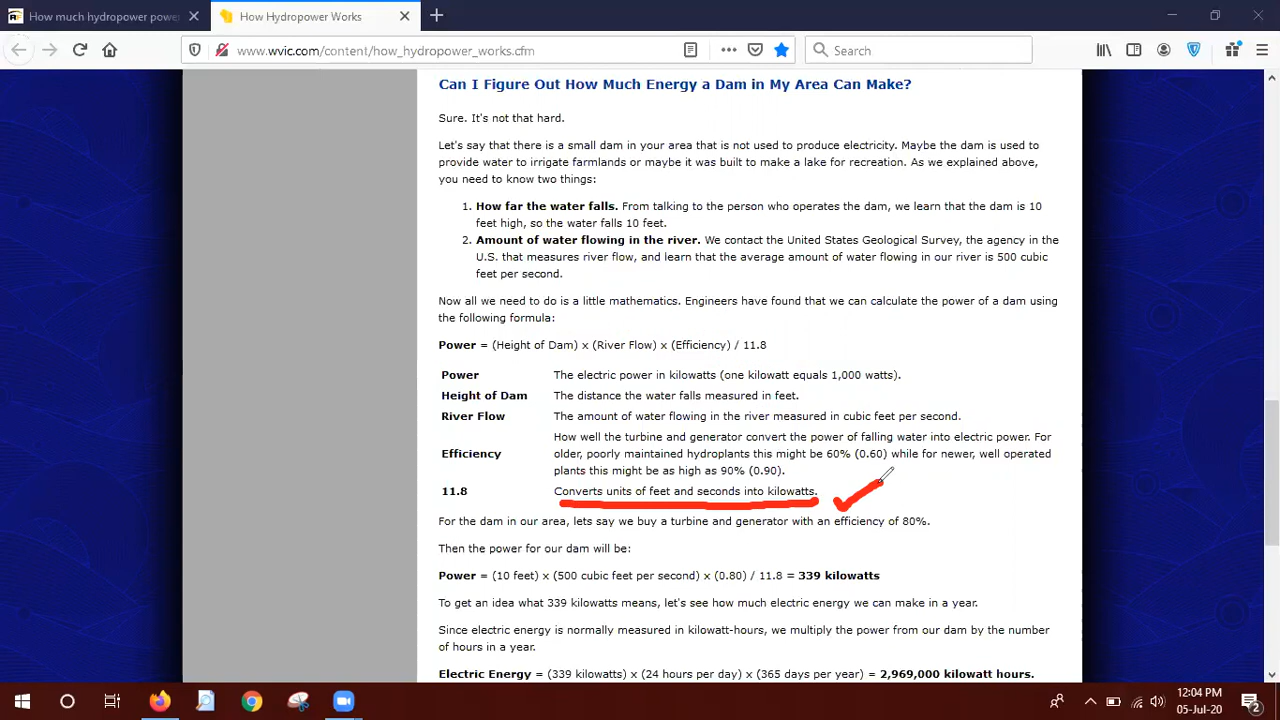 How much hydropower powe
How Hydropower Works
www.wvic.com/content/how_hydropower_works.cfm
Search
Can I Figure Out How Much Energy a Dam in My Area Can Make?
Sure. It's not that hard.
Let's say that there is a small dam in your area that is not used to produce electricity. Maybe the dam is used to
provide water to irrigate farmlands or maybe it was built to make a lake for recreation. As we explained above,
you need to know two things:
1. How far the water falls. From talking to the person who operates the dam, we learn that the dam is 10
feet high, so the water falls 10 feet.
2. Amount of water flowing in the river. We contact the United States Geological Survey, the agency in the
U.S. that measures river flow, and learn that the average amount of water flowing in our river is 500 cubic
feet per second.
Now all we need to do is a little mathematics. Engineers have found that we can calculate the power of a dam using
the following formula:
Power = (Height of Dam) x (River Flow) x (Efficiency) / 11.8
Power The electric power in kilowatts (one kilowatt equals 1,000 watts).
Height of Dam The distance the water falls measured in feet.
River Flow The amount of water flowing in the river measured in cubic feet per second.
How well the turbine and generator convert the power of falling water into electric power. For
Efficiency older, poorly maintained hydroplants this might be 60% (0.60) while for newer, well operated
plants this might be as high as 90% (0.90).
11.8 Converts units of feet and seconds into kilowatts.
For the dam in our area, lets say we buy a turbine and generator with an efficiency of 80%.
Then the power for our dam will be:
Power = (10 feet) x (500 cubic feet per second) x (0.80) / 11.8 = 339 kilowatts
To get an idea what 339 kilowatts means, let's see how much electric energy we can make in a year.
Since electric energy is normally measured in kilowatt-hours, we multiply the power from our dam by the number
of hours in a year.
Electric Energy = (339 kilowatts) x (24 hours per day) x (365 days per year) = 2,969,000 kilowatt hours.
12:04 PM
05-Jul-20
2